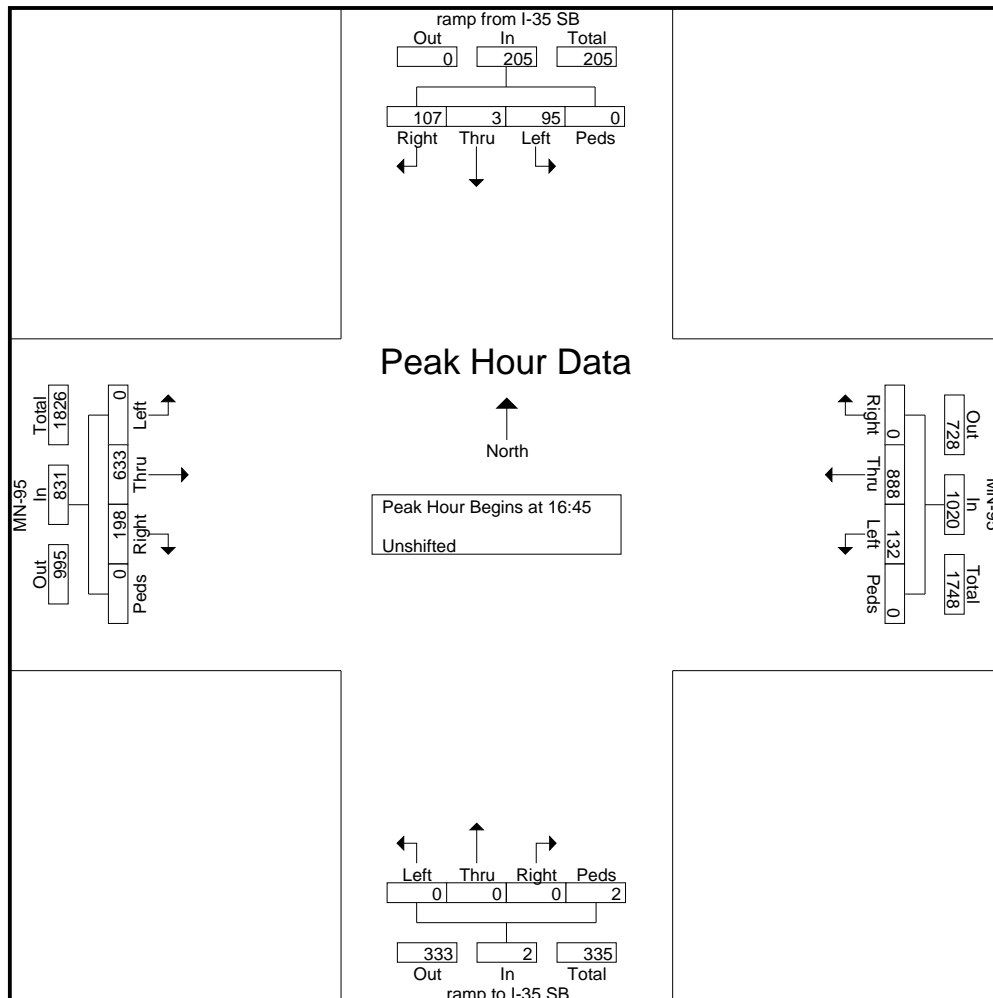 ramp from I-35 SB
Out In Total
0 205 205
107 3 95 0
Right Thru Left Peds
Peak Hour Data
North
Peak Hour Begins at 16:45
Unshifted
MN-95
Total In Out
1826 831 995
0 633 198 0
Left Thru Right Peds
Right Thru Left Peds
0 888 132 0
Out In Total
728 1020 1748
MN-95
Left Thru Right Peds
0 0 0 2
333 2 335
Out In Total
ramp to I-35 SB